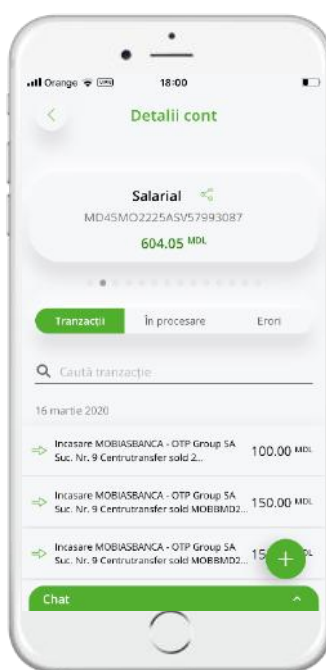 Orange VPN 18:00
Detalii cont
Salarial
MD45MO2225ASV57993087
604.05 MDL
Tranzacții În procesare Erori
Caută tranzacție
16 martie 2020
Incasare MOBIASBANCA - OTP Group SA
Suc. Nr. 9 Centrutransfer sold 2...
100.00 MDL
Incasare MOBIASBANCA - OTP Group SA
Suc. Nr. 9 Centrutransfer sold MOBBMD2...
150.00 MDL
Incasare MOBIASBANCA - OTP Group SA
Suc. Nr. 9 Centrutransfer sold MOBBMD2...
MDL
Chat